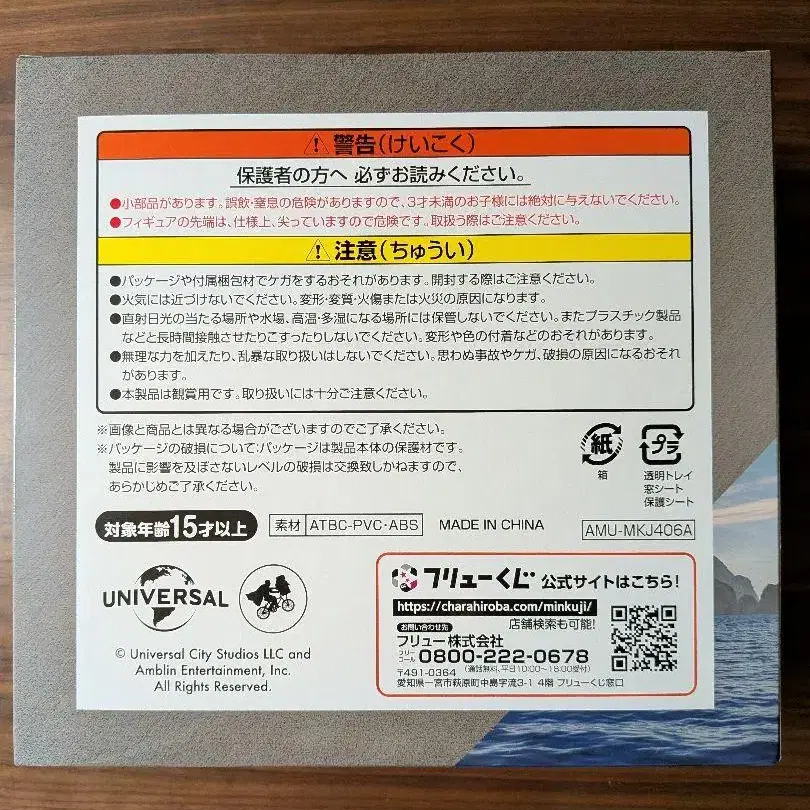 ⚠警告(けいこく)
保護者の方へ 必ずお読みください。
●小部品があります。誤飲・窒息の危険がありますので、3才未満のお子様には絶対に与えないでください。
●フィギュアの先端は、仕様上、尖っていますので危険です。取扱う際はご注意ください。
⚠注意(ちゅうい)
●パッケージや付属梱包材でケガをするおそれがあります。開封する際はご注意ください。
●火気には近づけないでください。変形・変質・火傷または火災の原因になります。
●直射日光の当たる場所や水場、高温・多湿になる場所には保管しないでください。またプラスチック製品
などと長時間接触させたりこすったりしないでください。変形や色の付着などのおそれがあります。
●無理な力を加えたり、乱暴な取り扱いはしないでください。思わぬ事故やケガ、破損の原因になるおそれ
があります。
●本製品は観賞用です。取り扱いには十分ご注意ください。
※画像と商品とは異なる場合がございますのでご了承ください。
※パッケージの破損について:パッケージは製品本体の保護材です。
製品に影響を及ぼさないレベルの破損は交換致しかねますので、
あらかじめご了承ください。
紙
箱
プラ
透明トレイ
窓シート
保護シート
対象年齢15才以上
素材 ATBC-PVC・ABS
MADE IN CHINA
AMU-MKJ406A
UNIVERSAL
© Universal City Studios LLC and
Amblin Entertainment, Inc.
All Rights Reserved.
フリューくじ 公式サイトはこちら!
https://charahiroba.com/minkuji/
店舗検索も可能!
お問い合わせ先
フリュー株式会社
フリーコール 0800-222-0678
(通話無料、平日10:00~18:00受付)
〒491-0364
愛知県一宮市萩原町中島字流3-1 4階 フリューくじ窓口